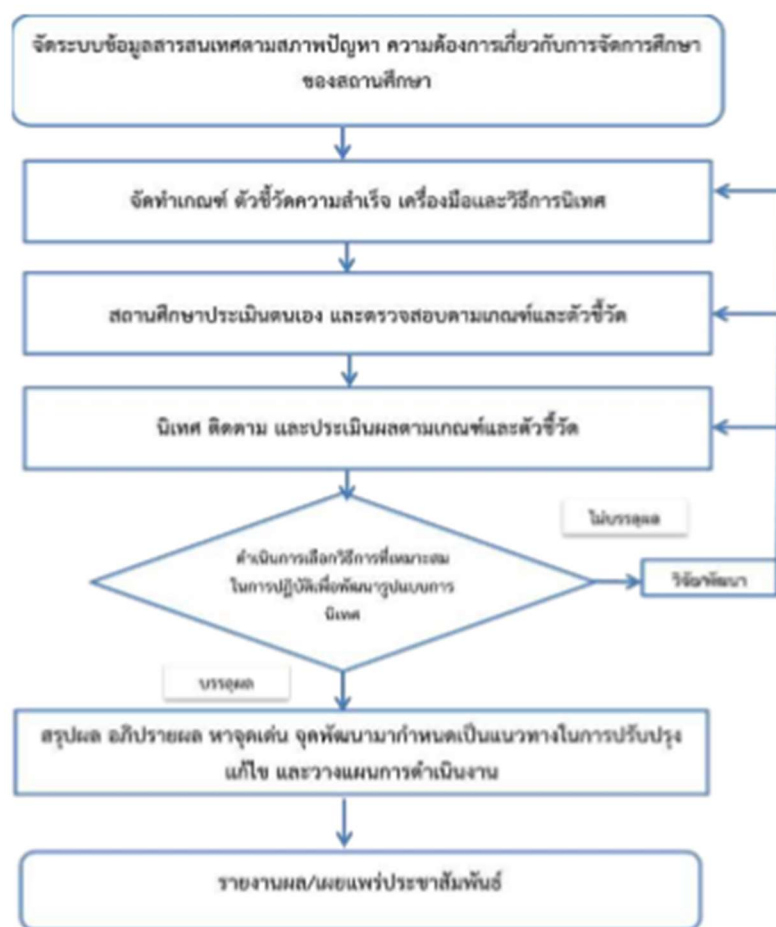 จัดระบบข้อมูลสารสนเทศตามสภาพปัญหา ความต้องการเกี่ยวกับการจัดการศึกษา
ของสถานศึกษา
จัดทำเกณฑ์ ตัวชี้วัดความสำเร็จ เครื่องมือและวิธีการนิเทศ
สถานศึกษาประเมินตนเอง และตรวจสอบตามเกณฑ์และตัวชี้วัด
นิเทศ ติดตาม และประเมินผลตามเกณฑ์และตัวชี้วัด
ไม่บรรลุผล
ดำเนินการเลือกวิธีการที่เหมาะสม
ในการปฏิบัติเพื่อพัฒนารูปแบบการ
นิเทศ
วิจัย/พัฒนา
บรรลุผล
สรุปผล อภิปรายผล หาจุดเด่น จุดพัฒนามากำหนดเป็นแนวทางในการปรับปรุง
แก้ไข และวางแผนการดำเนินงาน
รายงานผล/เผยแพร่ประชาสัมพันธ์